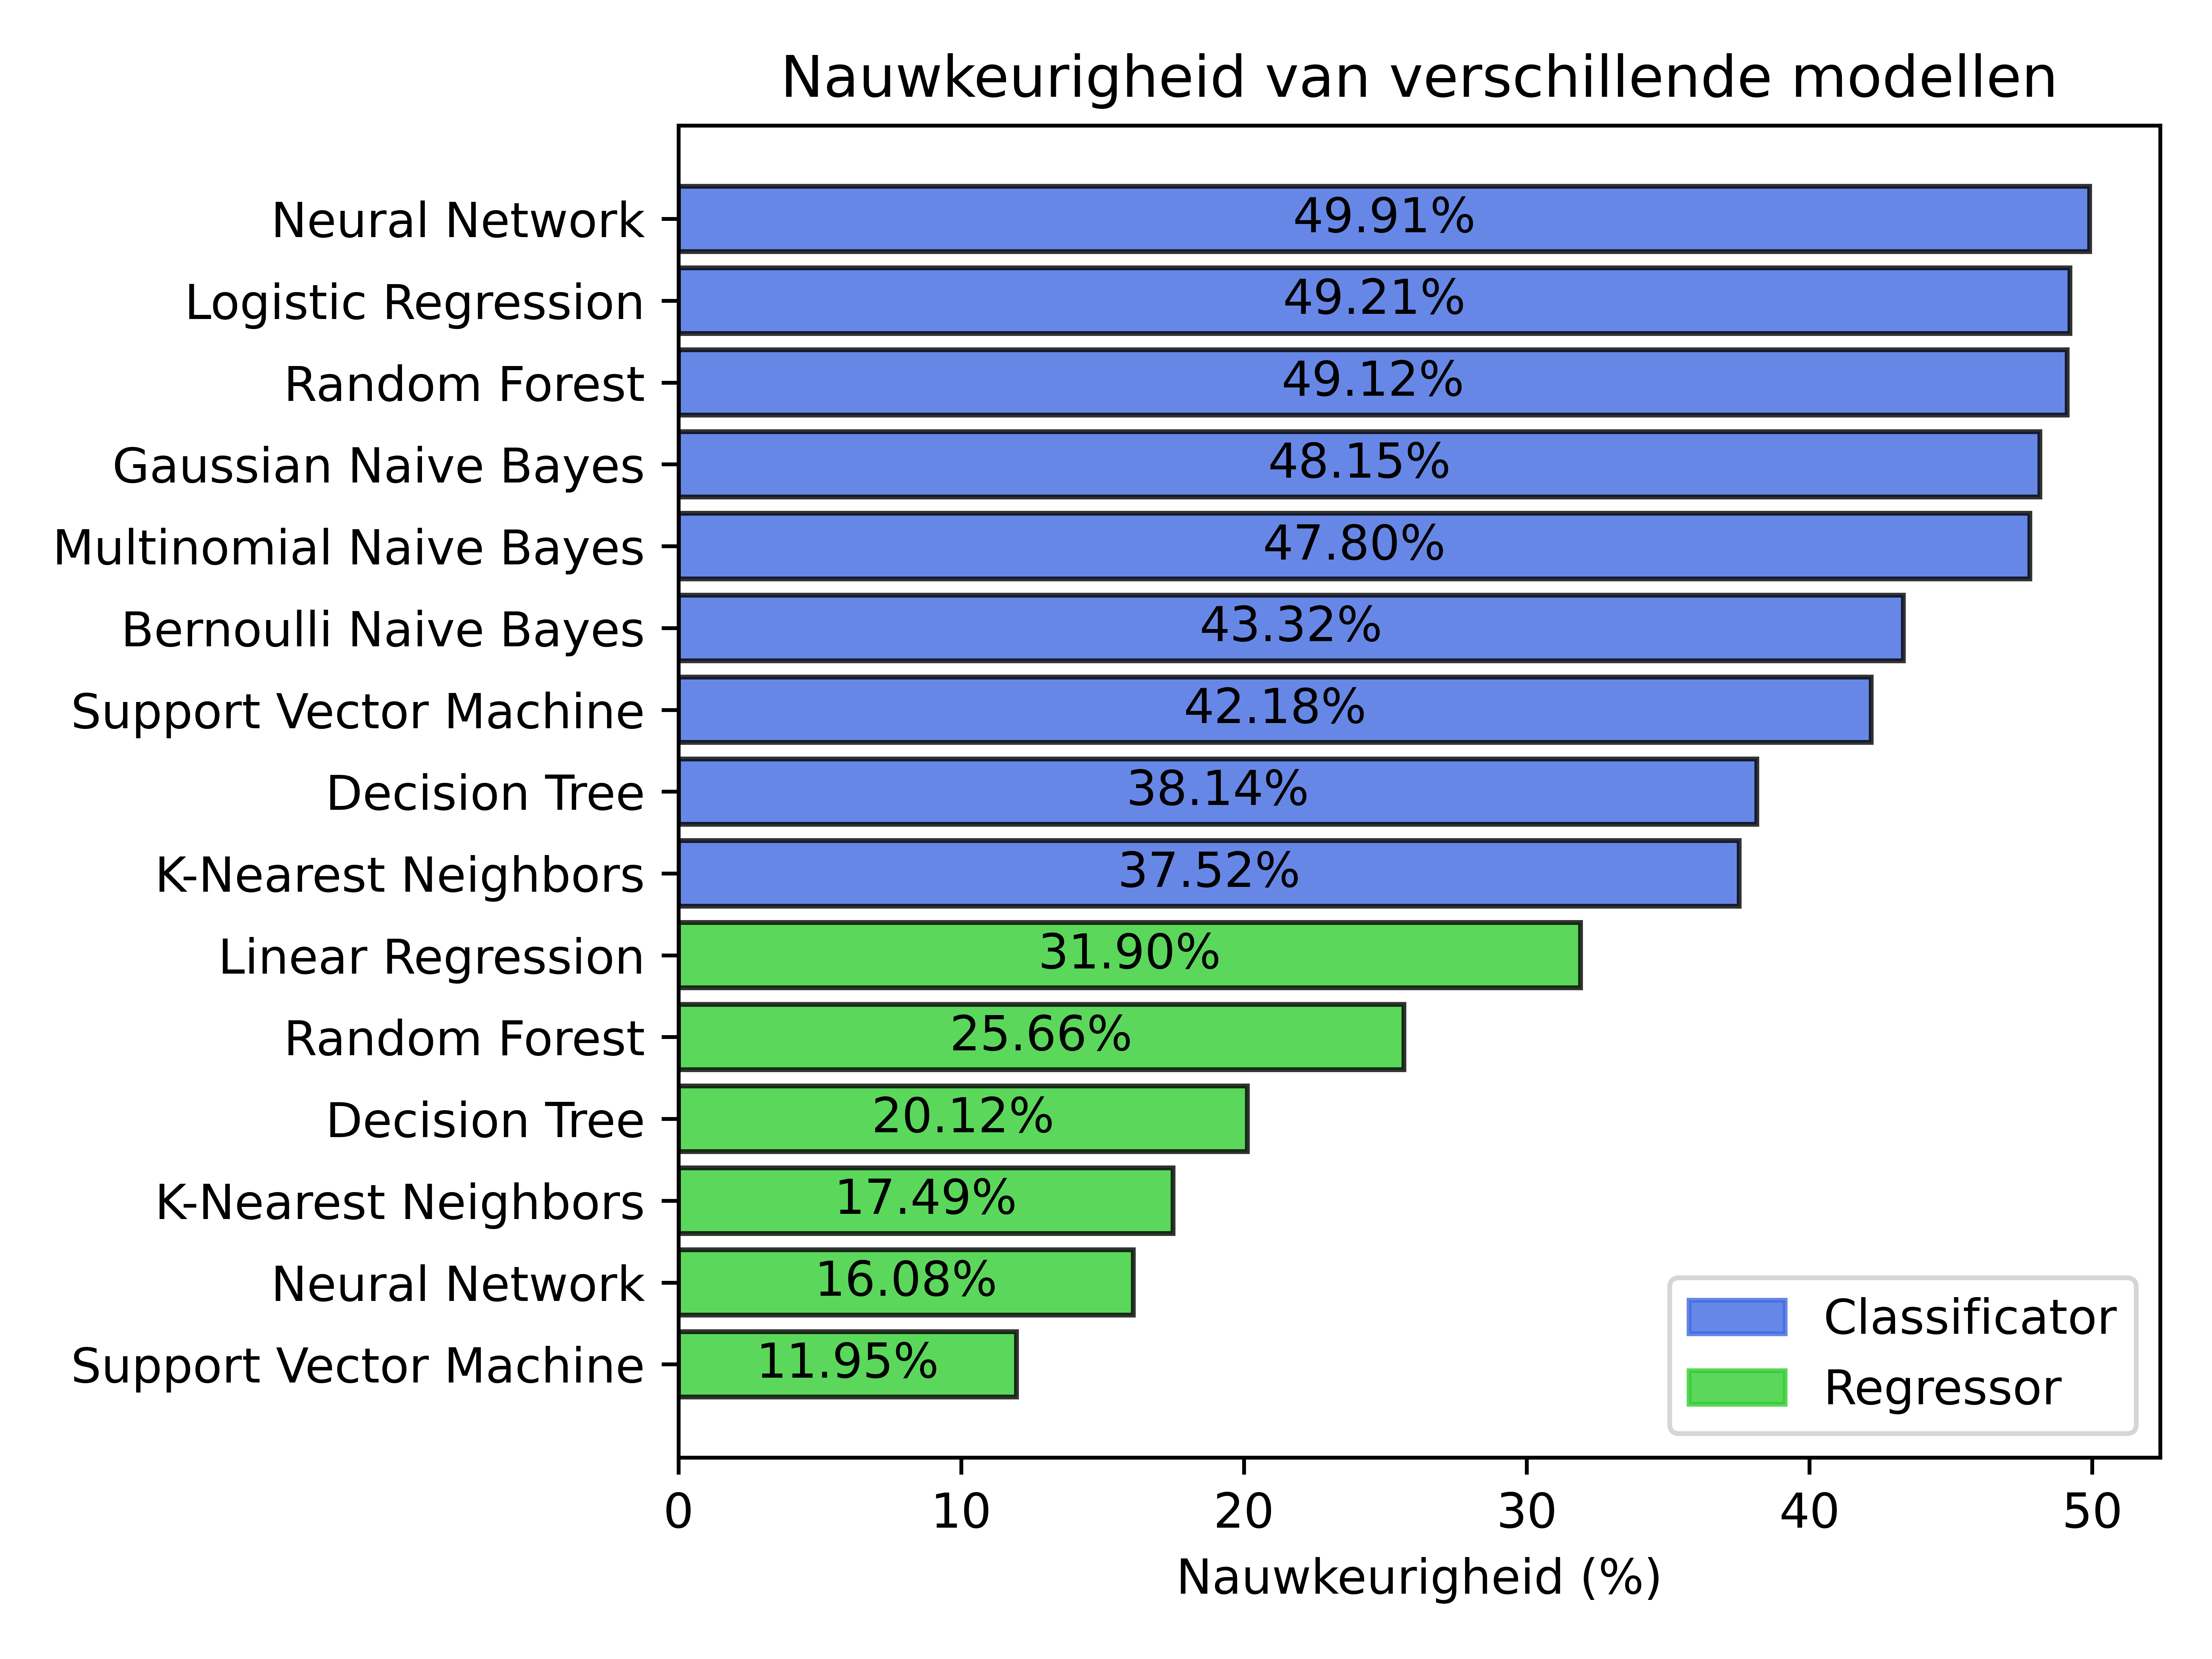 Nauwkeurigheid van verschillende modellen
Neural Network 49.91%
Logistic Regression 49.21%
Random Forest 49.12%
Gaussian Naive Bayes 48.15%
Multinomial Naive Bayes 47.80%
Bernoulli Naive Bayes 43.32%
Support Vector Machine 42.18%
Decision Tree 38.14%
K-Nearest Neighbors 37.52%
Linear Regression 31.90%
Random Forest 25.66%
Decision Tree 20.12%
K-Nearest Neighbors 17.49%
Neural Network 16.08%
Support Vector Machine 11.95%
Classificator
Regressor
0 10 20 30 40 50
Nauwkeurigheid (%)